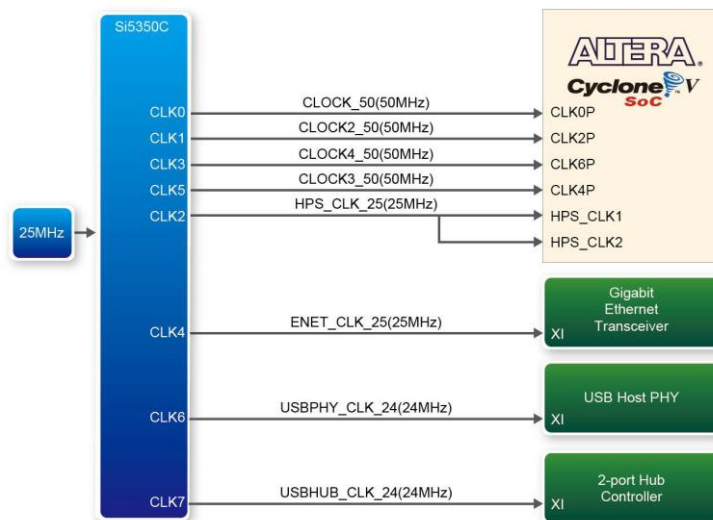 Si5350C
ALTERA®
Cyclone™ V
SoC
CLK0 CLOCK_50(50MHz) CLK0P
CLK1 CLOCK2_50(50MHz) CLK2P
CLK3 CLOCK4_50(50MHz) CLK6P
CLK5 CLOCK3_50(50MHz) CLK4P
CLK2 HPS_CLK_25(25MHz) HPS_CLK1
25MHz
HPS_CLK2
Gigabit
Ethernet
Transceiver
CLK4 ENET_CLK_25(25MHz) XI
USB Host PHY
CLK6 USBPHY_CLK_24(24MHz) XI
2-port Hub
Controller
CLK7 USBHUB_CLK_24(24MHz) XI